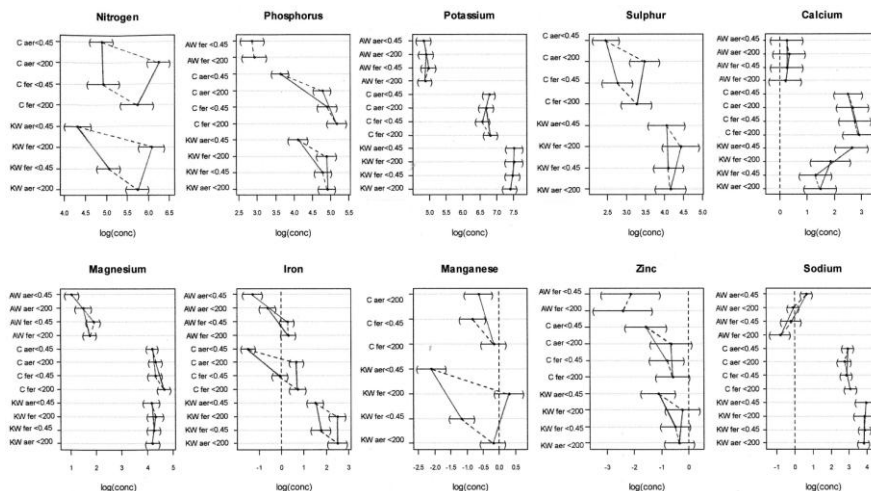 Nitrogen
C aer<0.45
C aer <200
C fer <0.45
C fer <200
KW aer<0.45
KW fer <200
KW fer <0.45
KW aer <200
4.0 4.5 5.0 5.5 6.0 6.5
log(conc)
Phosphorus
AW fer <0.45
AW fer <200
C aer<0.45
C aer <200
C fer <0.45
C fer <200
KW aer<0.45
KW fer <200
KW fer <0.45
KW aer <200
2.5 3.0 3.5 4.0 4.5 5.0 5.5
log(conc)
Potassium
AW aer<0.45
AW aer <200
AW fer <0.45
AW fer <200
C aer<0.45
C aer <200
C fer <0.45
C fer <200
KW aer<0.45
KW fer <200
KW fer <0.45
KW aer <200
5.0 5.5 6.0 6.5 7.0 7.5
log(conc)
Sulphur
C aer<0.45
C aer <200
C fer <0.45
C fer <200
KW aer<0.45
KW fer <200
KW fer <0.45
KW aer <200
2.0 2.5 3.0 3.5 4.0 4.5 5.0
log(conc)
Calcium
AW aer<0.45
AW aer <200
AW fer <0.45
AW fer <200
C aer<0.45
C aer <200
C fer <0.45
C fer <200
KW aer<0.45
KW fer <200
KW fer <0.45
KW aer <200
0 1 2 3
log(conc)
Magnesium
AW aer<0.45
AW aer <200
AW fer <0.45
AW fer <200
C aer<0.45
C aer <200
C fer <0.45
C fer <200
KW aer<0.45
KW fer <200
KW fer <0.45
KW aer <200
1 2 3 4 5
log(conc)
Iron
AW aer<0.45
AW aer <200
AW fer <0.45
AW fer <200
C aer<0.45
C aer <200
C fer <0.45
C fer <200
KW aer<0.45
KW fer <200
KW fer <0.45
KW aer <200
-2 -1 0 1 2 3
log(conc)
Manganese
C aer <200
C fer <0.45
C fer <200
KW aer<0.45
KW fer <200
KW fer <0.45
KW aer <200
-2.5 -2.0 -1.5 -1.0 -0.5 0.0 0.5
log(conc)
Zinc
AW fer <0.45
AW fer <200
C aer<0.45
C aer <200
C fer <0.45
C fer <200
KW aer<0.45
KW fer <200
KW fer <0.45
KW aer <200
-3 -2 -1 0
log(conc)
Sodium
AW aer<0.45
AW aer <200
AW fer <0.45
AW fer <200
C aer<0.45
C aer <200
C fer <0.45
C fer <200
KW aer<0.45
KW fer <200
KW fer <0.45
KW aer <200
-1 0 1 2 3 4
log(conc)